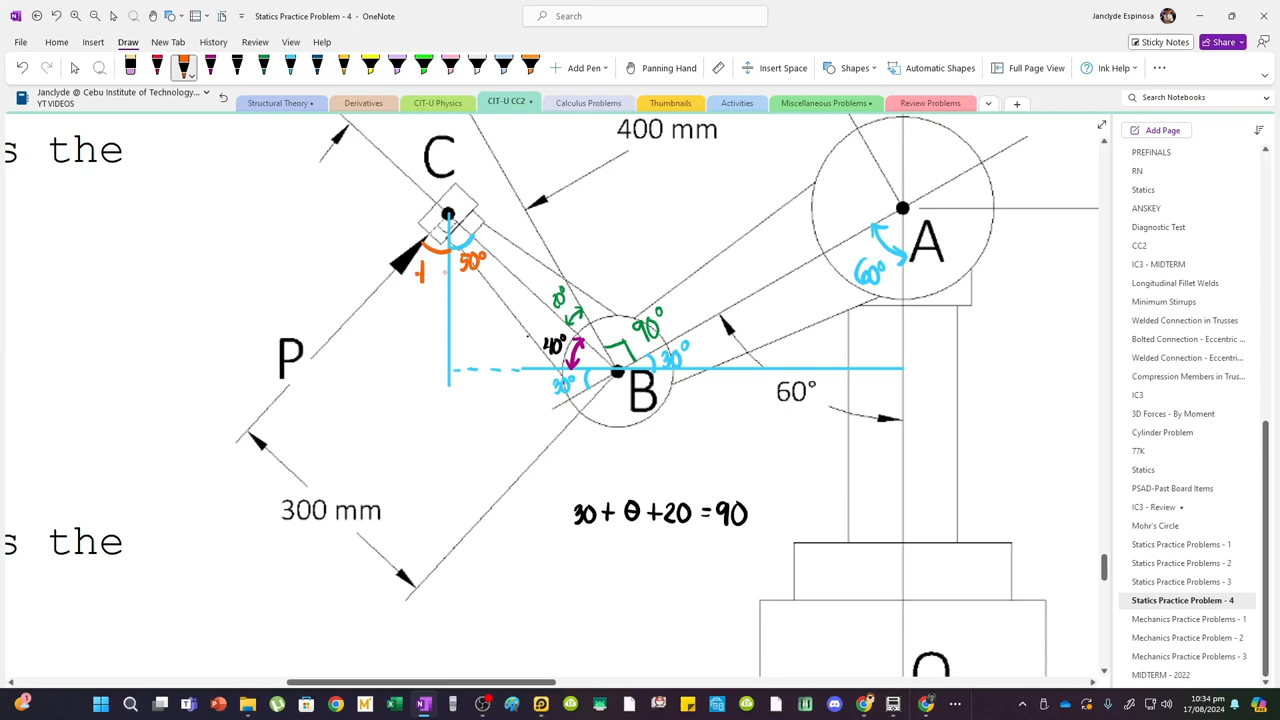 Statics Practice Problem - 4 - OneNote
Search
Janclyde Espinosa
File Home Insert Draw New Tab History Review View Help
Sticky Notes Share
Add Pen Panning Hand Insert Space Shapes Automatic Shapes Full Page View Ink Help
Janclyde @ Cebu Institute of Technology...
YT VIDEOS
Structural Theory Derivatives CIT-U Physics CIT-U CC2 Calculus Problems Thumbnails Activities Miscellaneous Problems Review Problems
Search Notebooks
Add Page
PREFINALS
RN
Statics
ANSKEY
Diagnostic Test
CC2
IC3 - MIDTERM
Longitudinal Fillet Welds
Minimum Stirrups
Welded Connection in Trusses
Bolted Connection - Eccentric ...
Welded Connection - Eccentric...
Compression Members in Trus...
IC3
3D Forces - By Moment
Cylinder Problem
77K
Statics
PSAD-Past Board Items
IC3 - Review
Mohr's Circle
Statics Practice Problems - 1
Statics Practice Problems - 2
Statics Practice Problems - 3
Statics Practice Problem - 4
Mechanics Practice Problems - 1
Mechanics Practice Problem - 2
Mechanics Practice Problems - 3
MIDTERM - 2022
s the
400 mm
C
A
50°
60°
20°
90°
40°
30°
30°
B
P
60°
300 mm
30 + θ + 20 = 90
s the
10:34 pm
17/08/2024